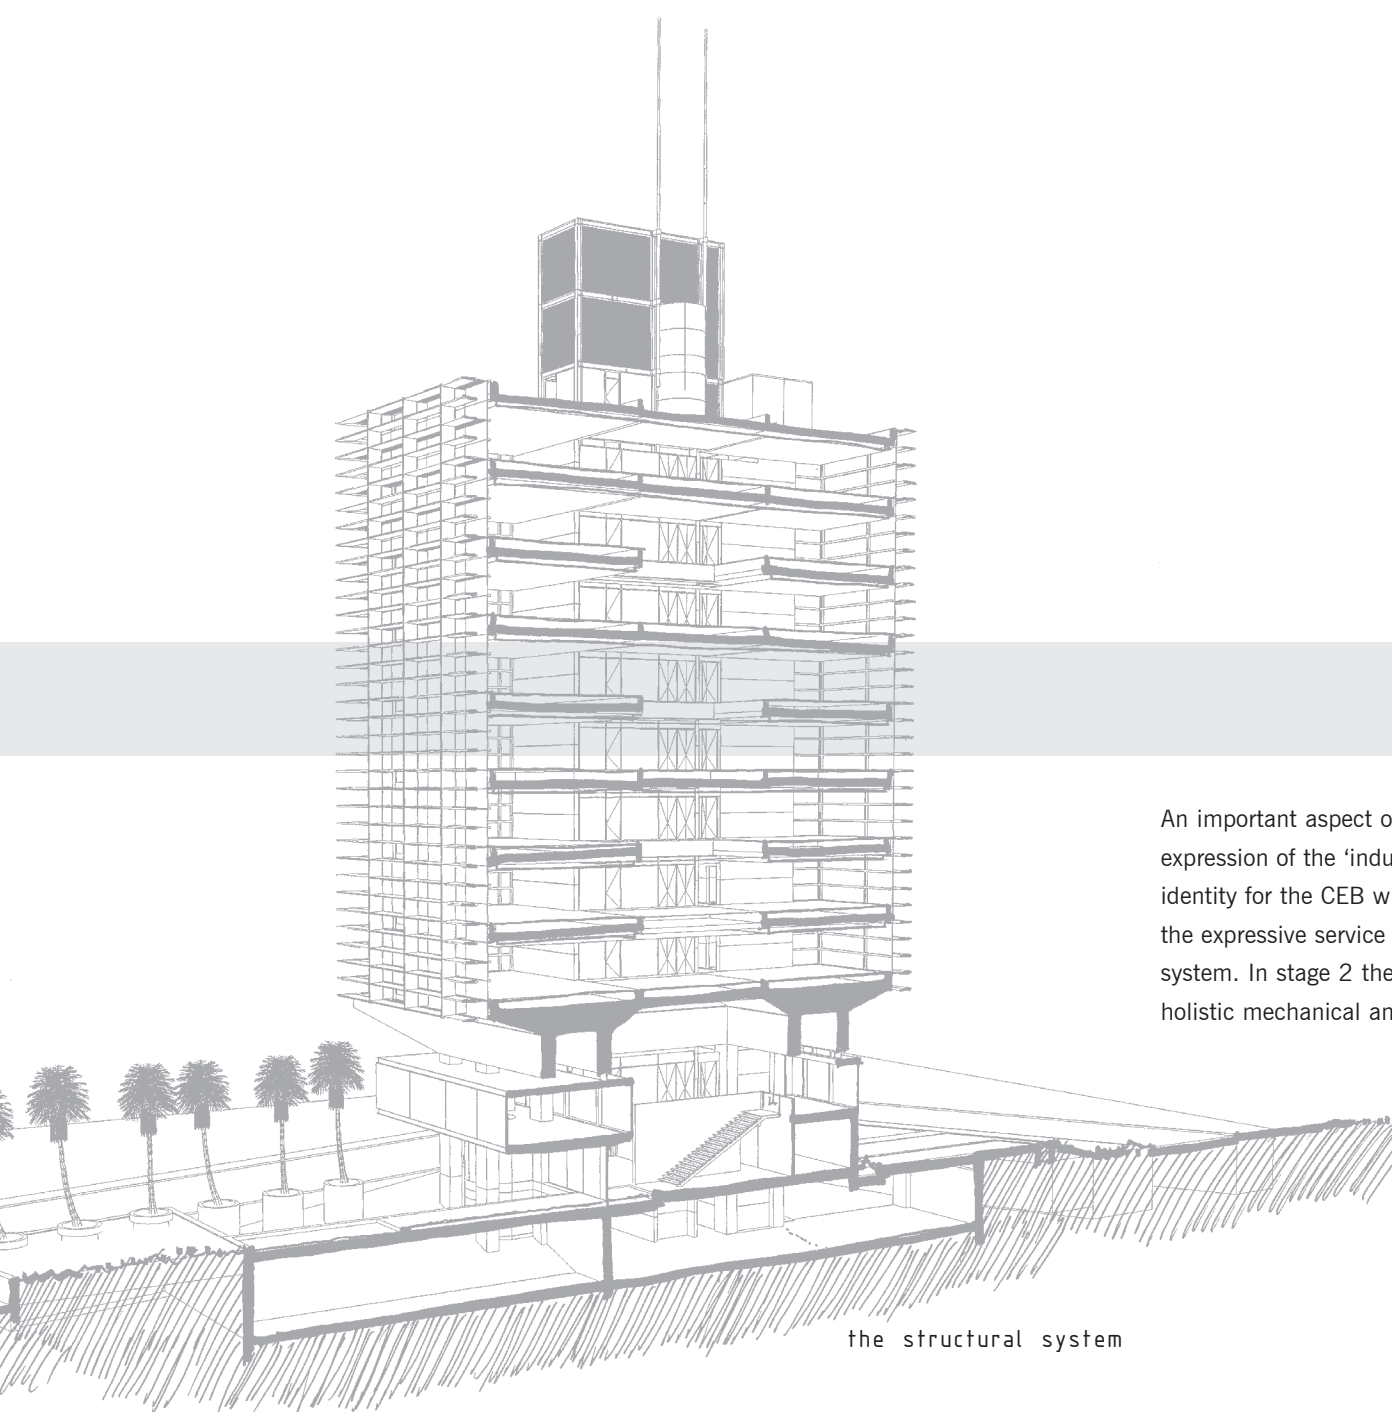 An important aspect
expression of the ‘indu
identity for the CEB w
the expressive service
system. In stage 2 the
holistic mechanical an
the structural system